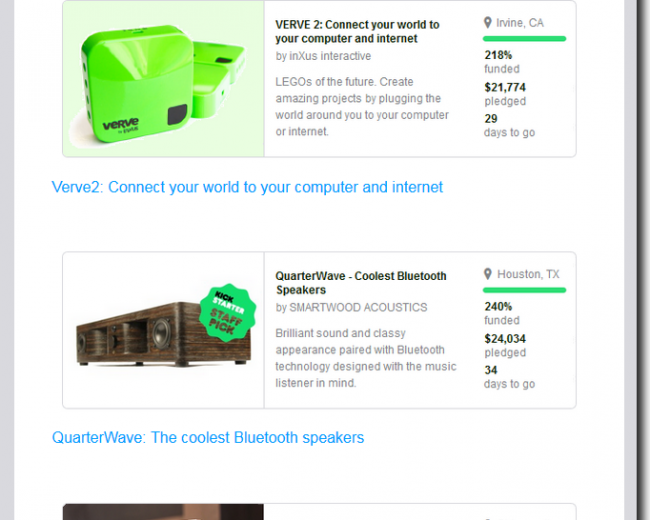 VERVE 2: Connect your world to
your computer and internet
by inXus interactive
LEGOs of the future. Create
amazing projects by plugging the
world around you to your computer
or internet.
Irvine, CA
218%
funded
$21,774
pledged
29
days to go
verve
Verve2: Connect your world to your computer and internet
QuarterWave - Coolest Bluetooth
Speakers
by SMARTWOOD ACOUSTICS
Brilliant sound and classy
appearance paired with Bluetooth
technology designed with the music
listener in mind.
Houston, TX
240%
funded
$24,034
pledged
34
days to go
KICK
STARTER
STAFF
PICK
QuarterWave: The coolest Bluetooth speakers